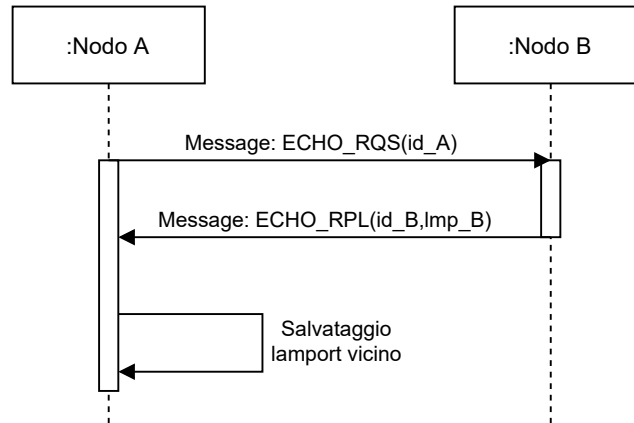 :Nodo A
:Nodo B
Message: ECHO_RQS(id_A)
Message: ECHO_RPL(id_B,lmp_B)
Salvataggio
lamport vicino